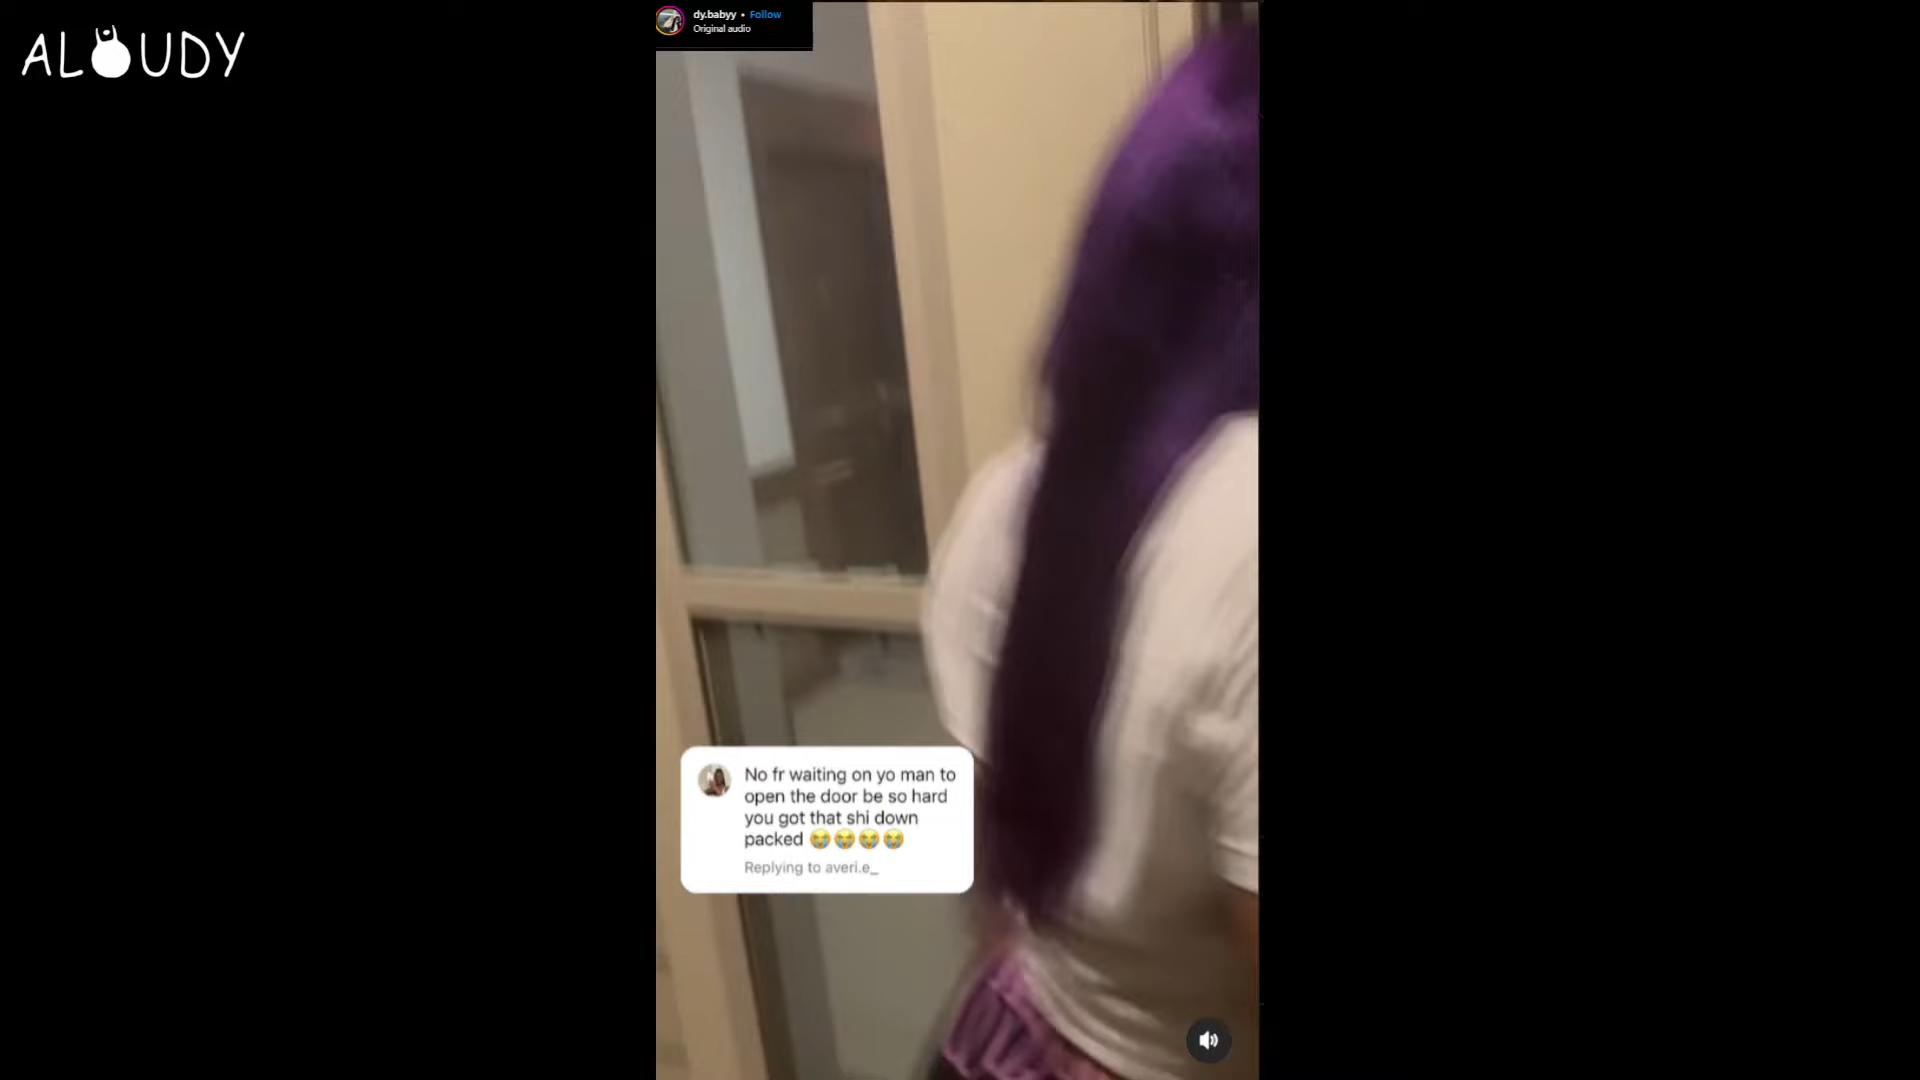 ALOUDY
dy.babyy • Follow
Original audio
No fr waiting on yo man to
open the door be so hard
you got that shi down
packed 😭😭😭😭
Replying to averi.e_